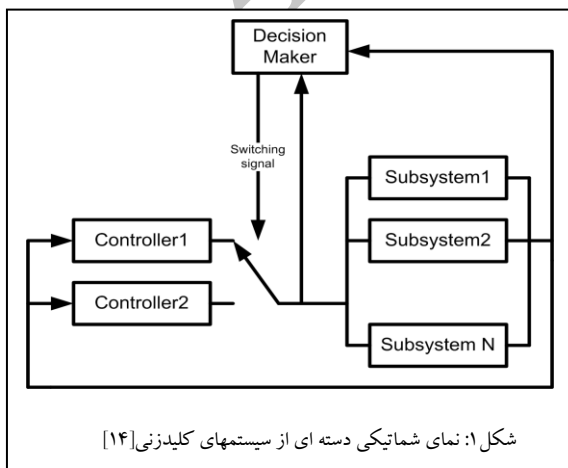 Decision
Maker
Switching
signal
Subsystem1
Controller1
Subsystem2
Controller2
Subsystem N
شکل۱: نمای شماتیکی دسته ای از سیستمهای کلیدزنی[۱۴]